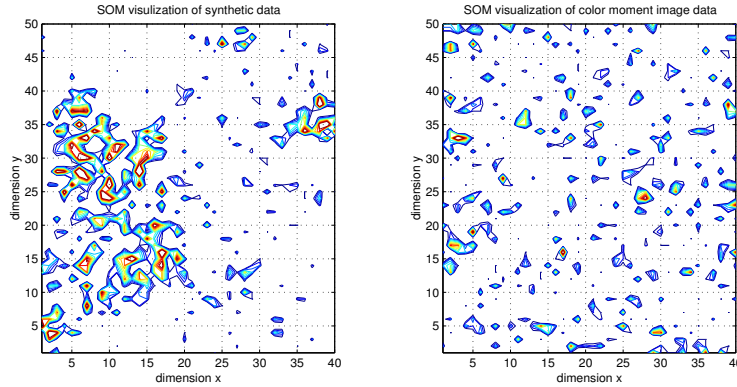 SOM visulization of synthetic data
50
45
40
35
30
25
20
15
10
5
dimension y
5 10 15 20 25 30 35 40
dimension x
SOM visualization of color moment image data
50
45
40
35
30
25
20
15
10
5
dimension y
5 10 15 20 25 30 35 40
dimension x